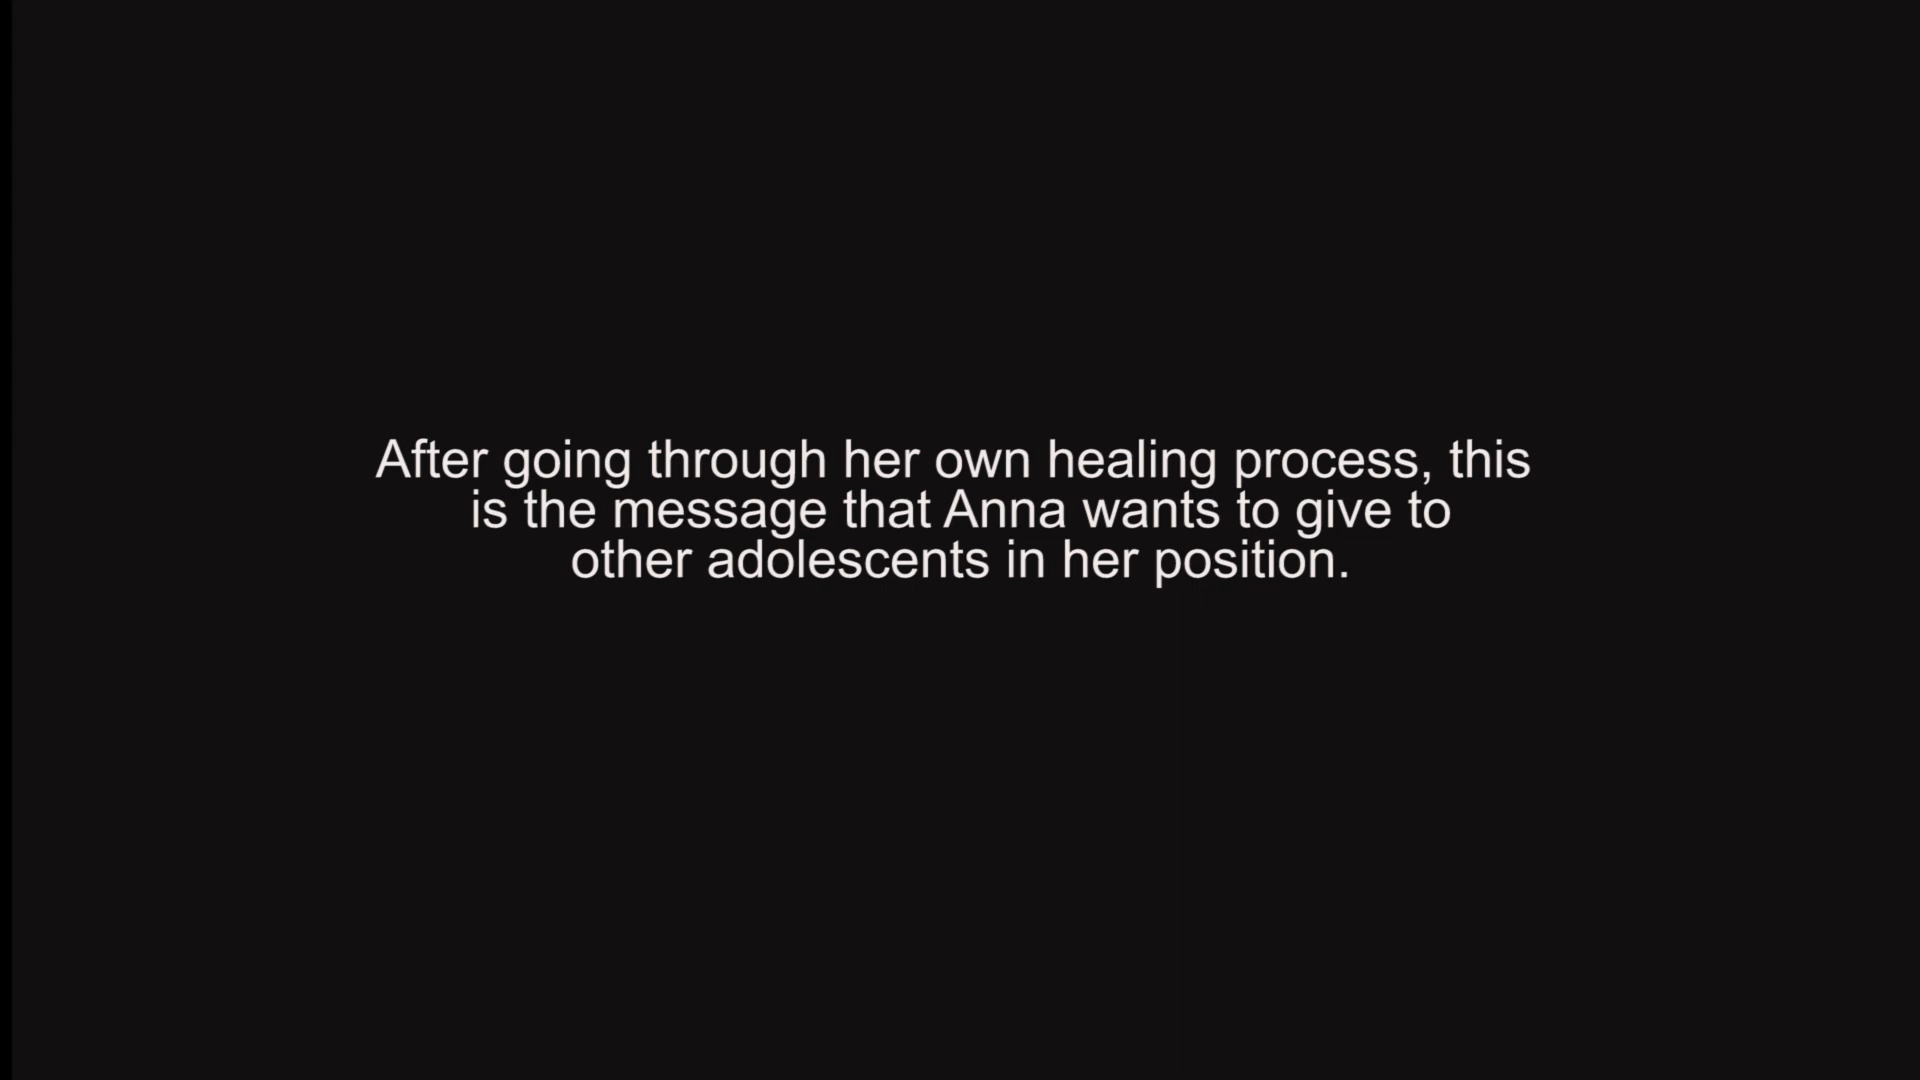 After going through her own healing process, this
is the message that Anna wants to give to
other adolescents in her position.